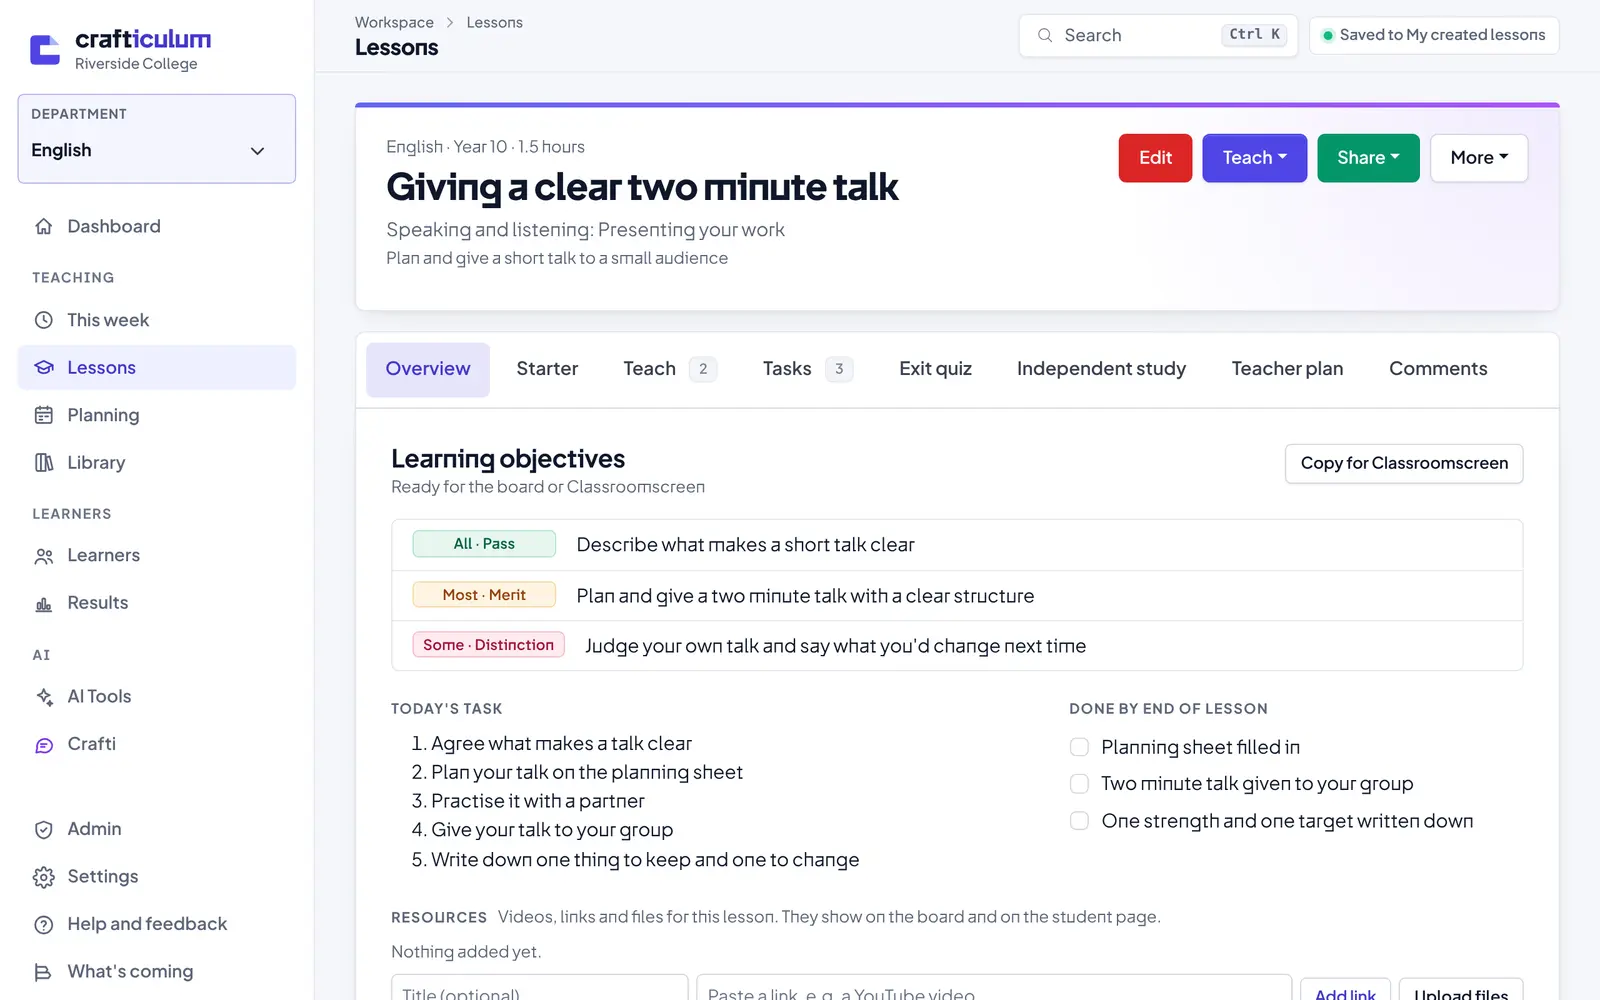 crafticulum
Riverside College
DEPARTMENT
English
Dashboard
TEACHING
This week
Lessons
Planning
Library
LEARNERS
Learners
Results
AI
AI Tools
Crafti
Admin
Settings
Help and feedback
What's coming
Workspace > Lessons
Lessons
Search Ctrl K
Saved to My created lessons
English · Year 10 · 1.5 hours
Giving a clear two minute talk
Speaking and listening: Presenting your work
Plan and give a short talk to a small audience
Edit Teach Share More
Overview Starter Teach 2 Tasks 3 Exit quiz Independent study Teacher plan Comments
Learning objectives
Ready for the board or Classroomscreen
Copy for Classroomscreen
All · Pass Describe what makes a short talk clear
Most · Merit Plan and give a two minute talk with a clear structure
Some · Distinction Judge your own talk and say what you'd change next time
TODAY'S TASK
1. Agree what makes a talk clear
2. Plan your talk on the planning sheet
3. Practise it with a partner
4. Give your talk to your group
5. Write down one thing to keep and one to change
DONE BY END OF LESSON
Planning sheet filled in
Two minute talk given to your group
One strength and one target written down
RESOURCES Videos, links and files for this lesson. They show on the board and on the student page.
Nothing added yet.
Title (optional) Paste a link, e.g. a YouTube video Add link Upload files